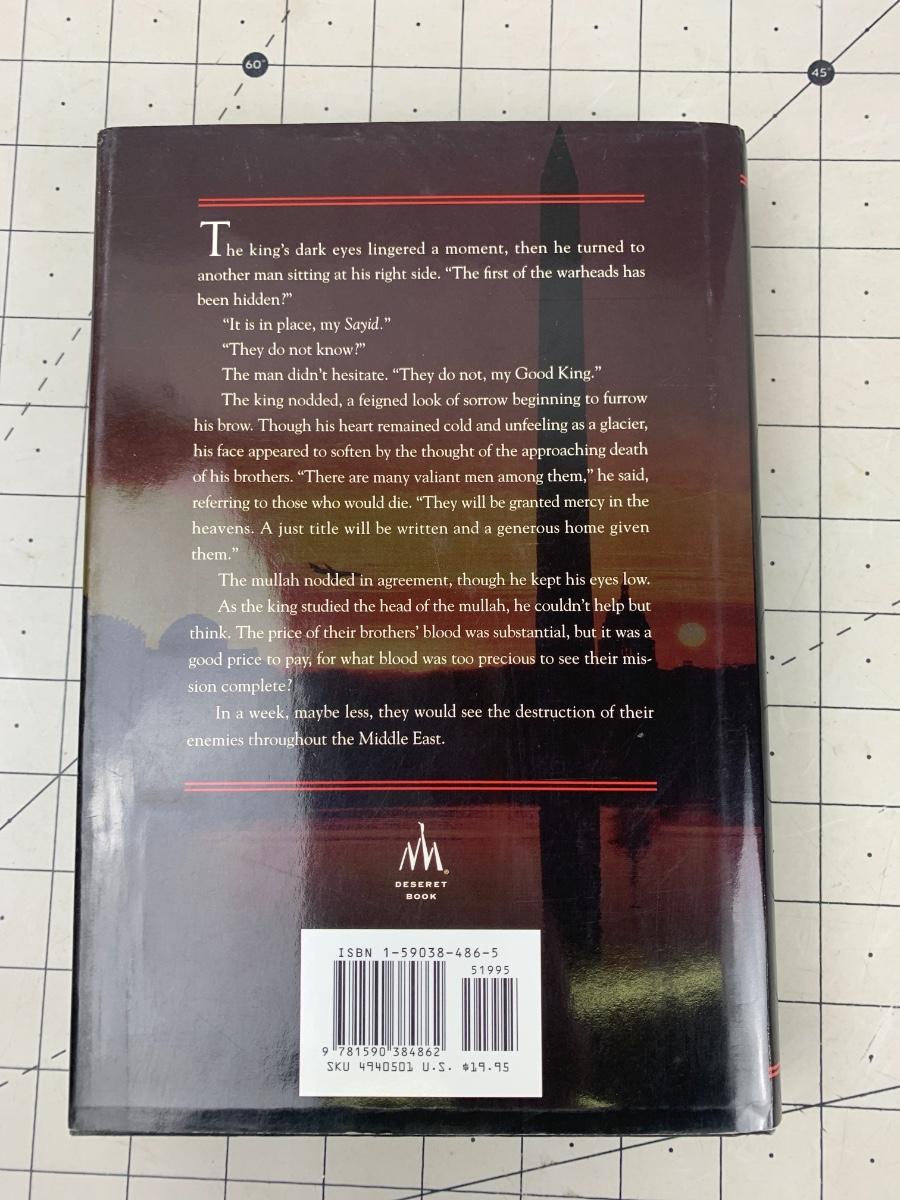 60°
45°
The king's dark eyes lingered a moment, then he turned to
another man sitting at his right side. “The first of the warheads has
been hidden?”
“It is in place, my Sayid.”
“They do not know?”
The man didn't hesitate. “They do not, my Good King.”
The king nodded, a feigned look of sorrow beginning to furrow
his brow. Though his heart remained cold and unfeeling as a glacier,
his face appeared to soften by the thought of the approaching death
of his brothers. “There are many valiant men among them,” he said,
referring to those who would die. “They will be granted mercy in the
heavens. A just title will be written and a generous home given
them.”
The mullah nodded in agreement, though he kept his eyes low.
As the king studied the head of the mullah, he couldn't help but
think. The price of their brothers' blood was substantial, but it was a
good price to pay, for what blood was too precious to see their mis-
sion complete?
In a week, maybe less, they would see the destruction of their
enemies throughout the Middle East.
DESERET
BOOK
ISBN 1-59038-486-5
51995
9 781590 384862
SKU 4940501 U.S. $19.95